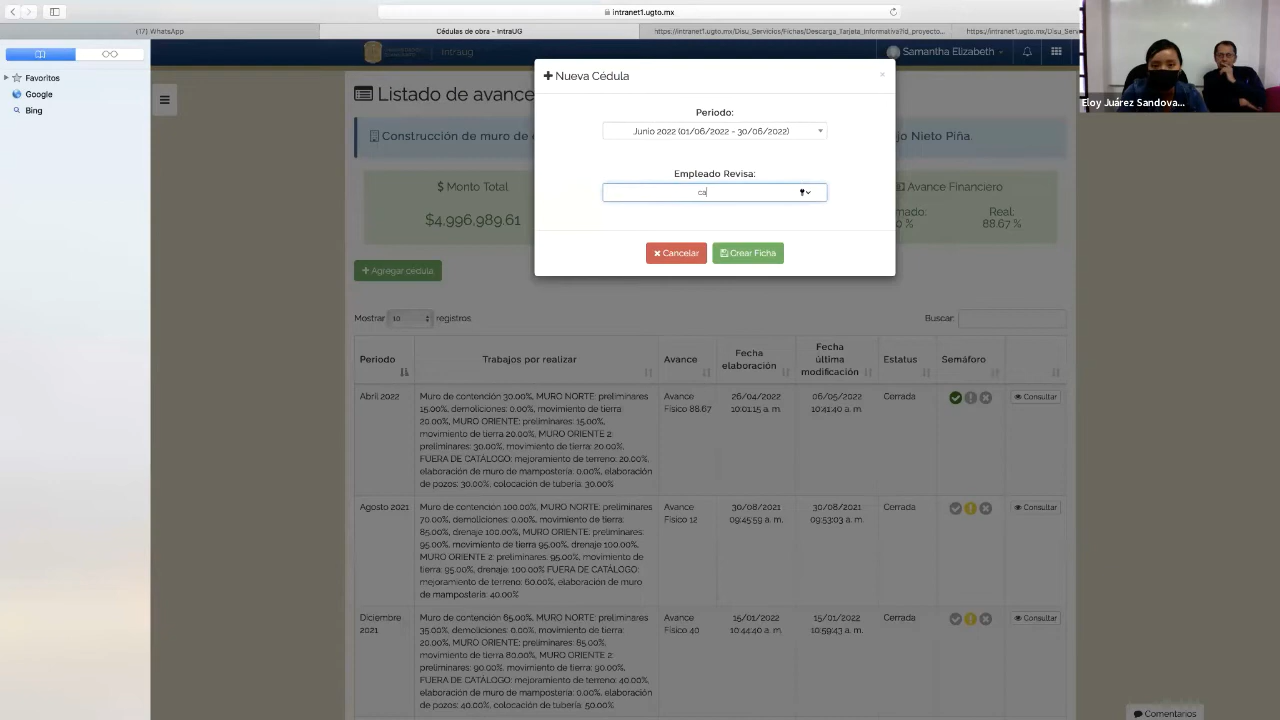 intranet1.ugto.mx
(17) WhatsApp
Cédulas de obra - IntraUG
https://intranet1.ugto.mx/Disu_Servicios/Fichas/Descarga_Tarjeta_Informativa?id_proyecto...
https://intranet1.ugto.mx/Disu_Serv
Favoritos
Google
Bing
Intraug
Samantha Elizabeth
Eloy Juárez Sandova...
Listado de avance
Construcción de muro de
jo Nieto Piña.
$ Monto Total
$4,996,989.61
Avance Financiero
Real:
88.67 %
Nueva Cédula
×
Periodo:
Junio 2022 (01/06/2022 - 30/06/2022)
Empleado Revisa:
ca
Cancelar
Crear Ficha
+ Agregar cedula
Mostrar 10 registros
Buscar:
Periodo
Trabajos por realizar
Avance
Fecha
elaboración
Fecha
última
modificación
Estatus
Semáforo
Abril 2022
Muro de contención 30.00%, MURO NORTE: preliminares
15.00%, demoliciones: 0.00%, movimiento de tierra:
20.00%, MURO ORIENTE: preliminares: 15.00%,
movimiento de tierra 20.00%, MURO ORIENTE 2:
preliminares: 30.00%, movimiento de tierra: 20.00%,
FUERA DE CATÁLOGO: mejoramiento de terreno: 20.00%,
elaboración de muro de mampostería: 0.00%, elaboración
de pozos: 30.00%, colocación de tubería: 30.00%
Avance
Físico 88.67
26/04/2022
10:01:15 a. m.
06/05/2022
10:41:40 a. m.
Cerrada
Consultar
Agosto 2021
Muro de contención 100.00%, MURO NORTE: preliminares
70.00%, demoliciones: 0.00%, movimiento de tierra:
85.00%, drenaje 100.00%, MURO ORIENTE: preliminares:
95.00%, movimiento de tierra 95.00%, drenaje 100.00%,
MURO ORIENTE 2: preliminares: 95.00%, movimiento de
tierra: 95.00%, drenaje: 100.00% FUERA DE CATÁLOGO:
mejoramiento de terreno: 60.00%, elaboración de muro
de mampostería: 40.00%
Avance
Físico 12
30/08/2021
09:45:59 a. m.
30/08/2021
09:53:03 a. m.
Cerrada
Consultar
Diciembre
2021
Muro de contención 65.00%, MURO NORTE: preliminares
35.00%, demoliciones: 0.00%, movimiento de tierra:
20.00%, MURO ORIENTE: preliminares: 85.00%,
movimiento de tierra 80.00%, MURO ORIENTE 2:
preliminares: 90.00%, movimiento de tierra: 90.00%,
FUERA DE CATÁLOGO: mejoramiento de terreno: 40.00%,
elaboración de muro de mampostería: 0.00%, elaboración
de pozos: 40.00%, colocación de tubería: 50.00%
Avance
Físico 40
15/01/2022
10:44:40 a. m.
15/01/2022
10:59:43 a. m.
Cerrada
Consultar
Comentarios